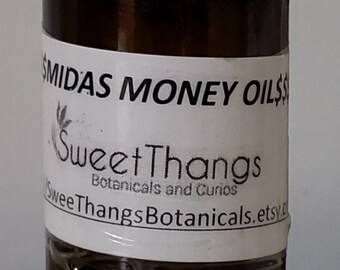 $MIDAS MONEY OIL$$
SweetThangs
Botanicals and Curios
/SweeThangsBotanicals.etsy.c